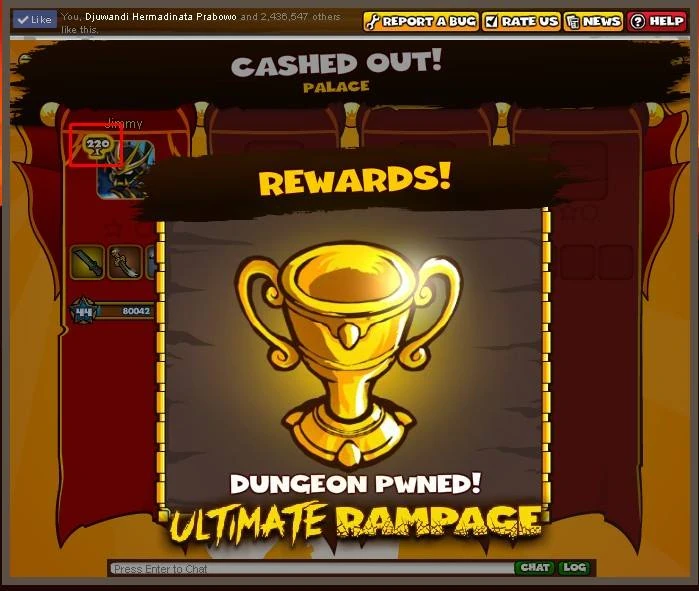 Like You, Djuwandi Hermadinata Prabowo and 2,436,547 others
like this.
REPORT A BUG RATE US NEWS ? HELP
CASHED OUT!
PALACE
Jimmy
220
REWARDS!
44 80042
DUNGEON PWNED!
ULTIMATE RAMPAGE
Press Enter to Chat CHAT LOG